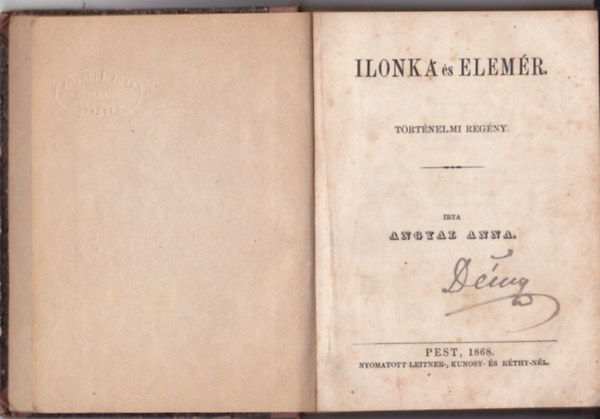 ILONKA és ELEMÉR.
TÖRTÉNELMI REGÉNY.
IRTA
ANGYAL ANNA.
PEST, 1868.
NYOMATOTT LEITNER-, KUNOSY- ÉS RÉTHY-NÉL.